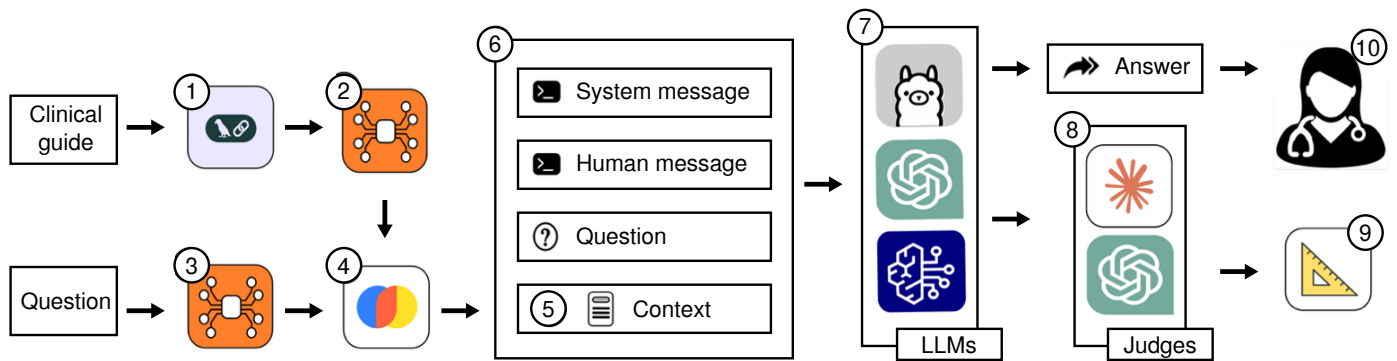 Clinical
guide
1
2
Question
3
4
6
System message
Human message
Question
5 Context
7
LLMs
Answer
8
Judges
10
9